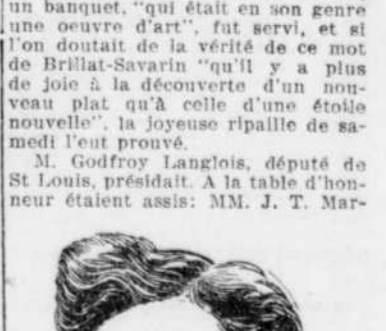 un banquet, "qui était en son genre
une oeuvre d'art", fut servi, et si
l'on doutait de la vérité de ce mot
de Brillat-Savarin "qu'il y a plus
de joie à la découverte d'un nou-
veau plat qu'à celle d'une étoile
nouvelle", la joyeuse ripaille de sa-
medi l'eut prouvé.
M. Godfroy Langlois, député de
St Louis, présidait. A la table d'hon-
neur étaient assis: MM. J. T. Mar-